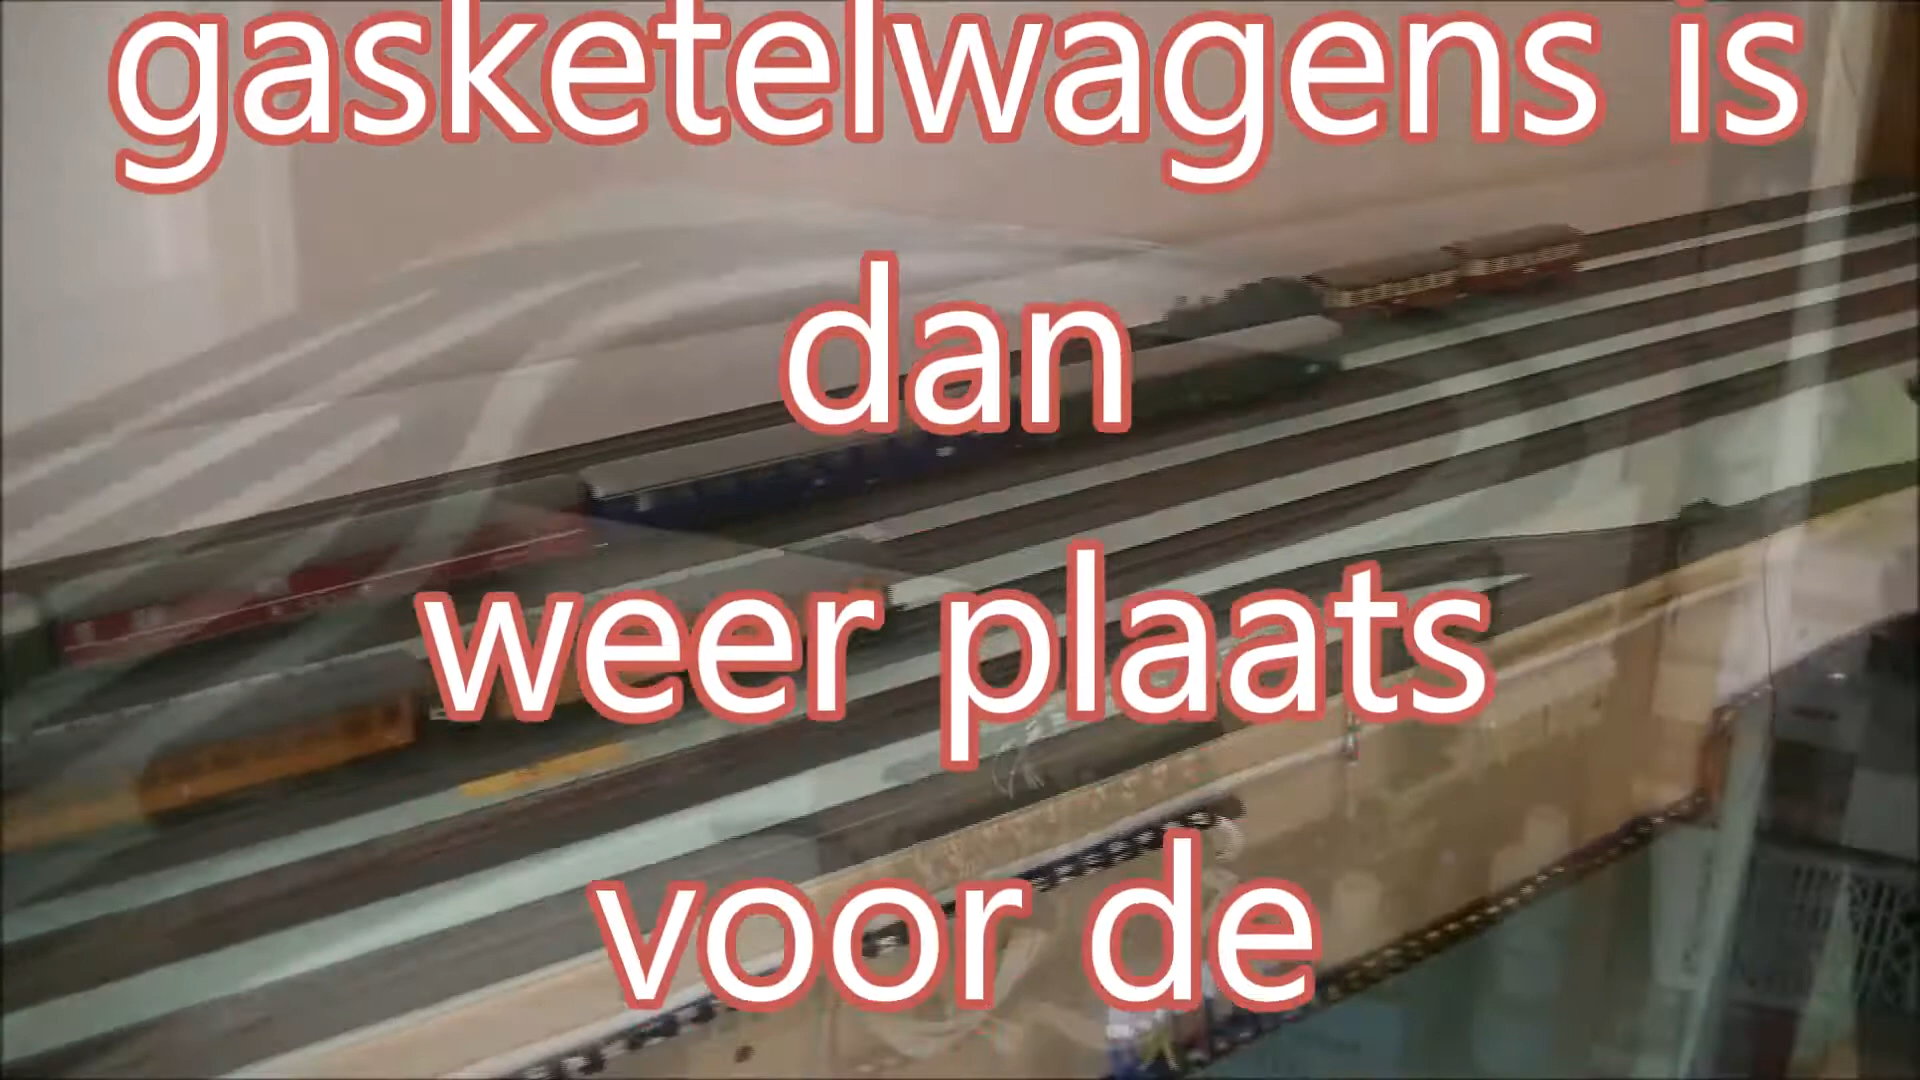 gasketelwagens is
dan
weer plaats
voor de